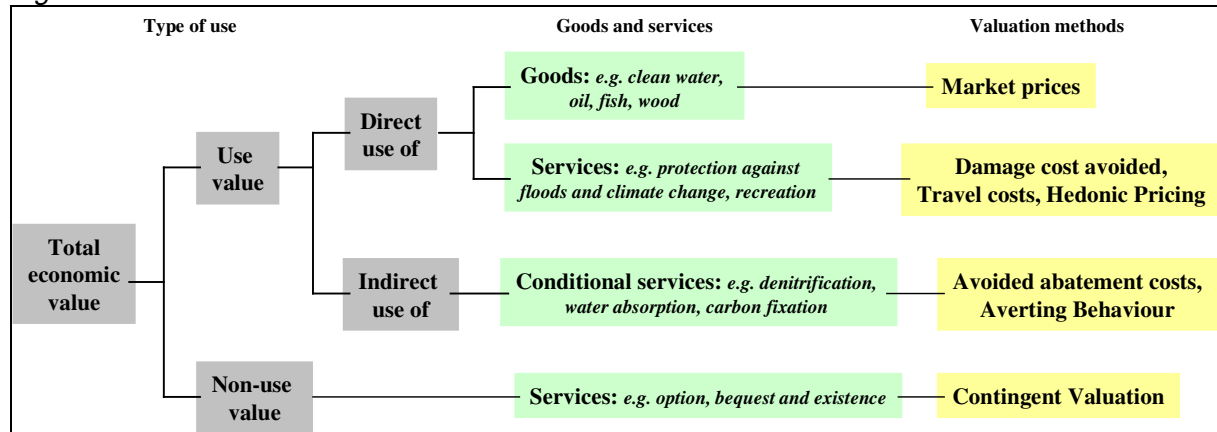 Type of use
Goods and services
Valuation methods
Goods: e.g. clean water,
oil, fish, wood
Market prices
Direct
use of
Use
value
Services: e.g. protection against
floods and climate change, recreation
Damage cost avoided,
Travel costs, Hedonic Pricing
Total
economic
value
Indirect
use of
Conditional services: e.g. denitrification,
water absorption, carbon fixation
Avoided abatement costs,
Averting Behaviour
Non-use
value
Services: e.g. option, bequest and existence
Contingent Valuation